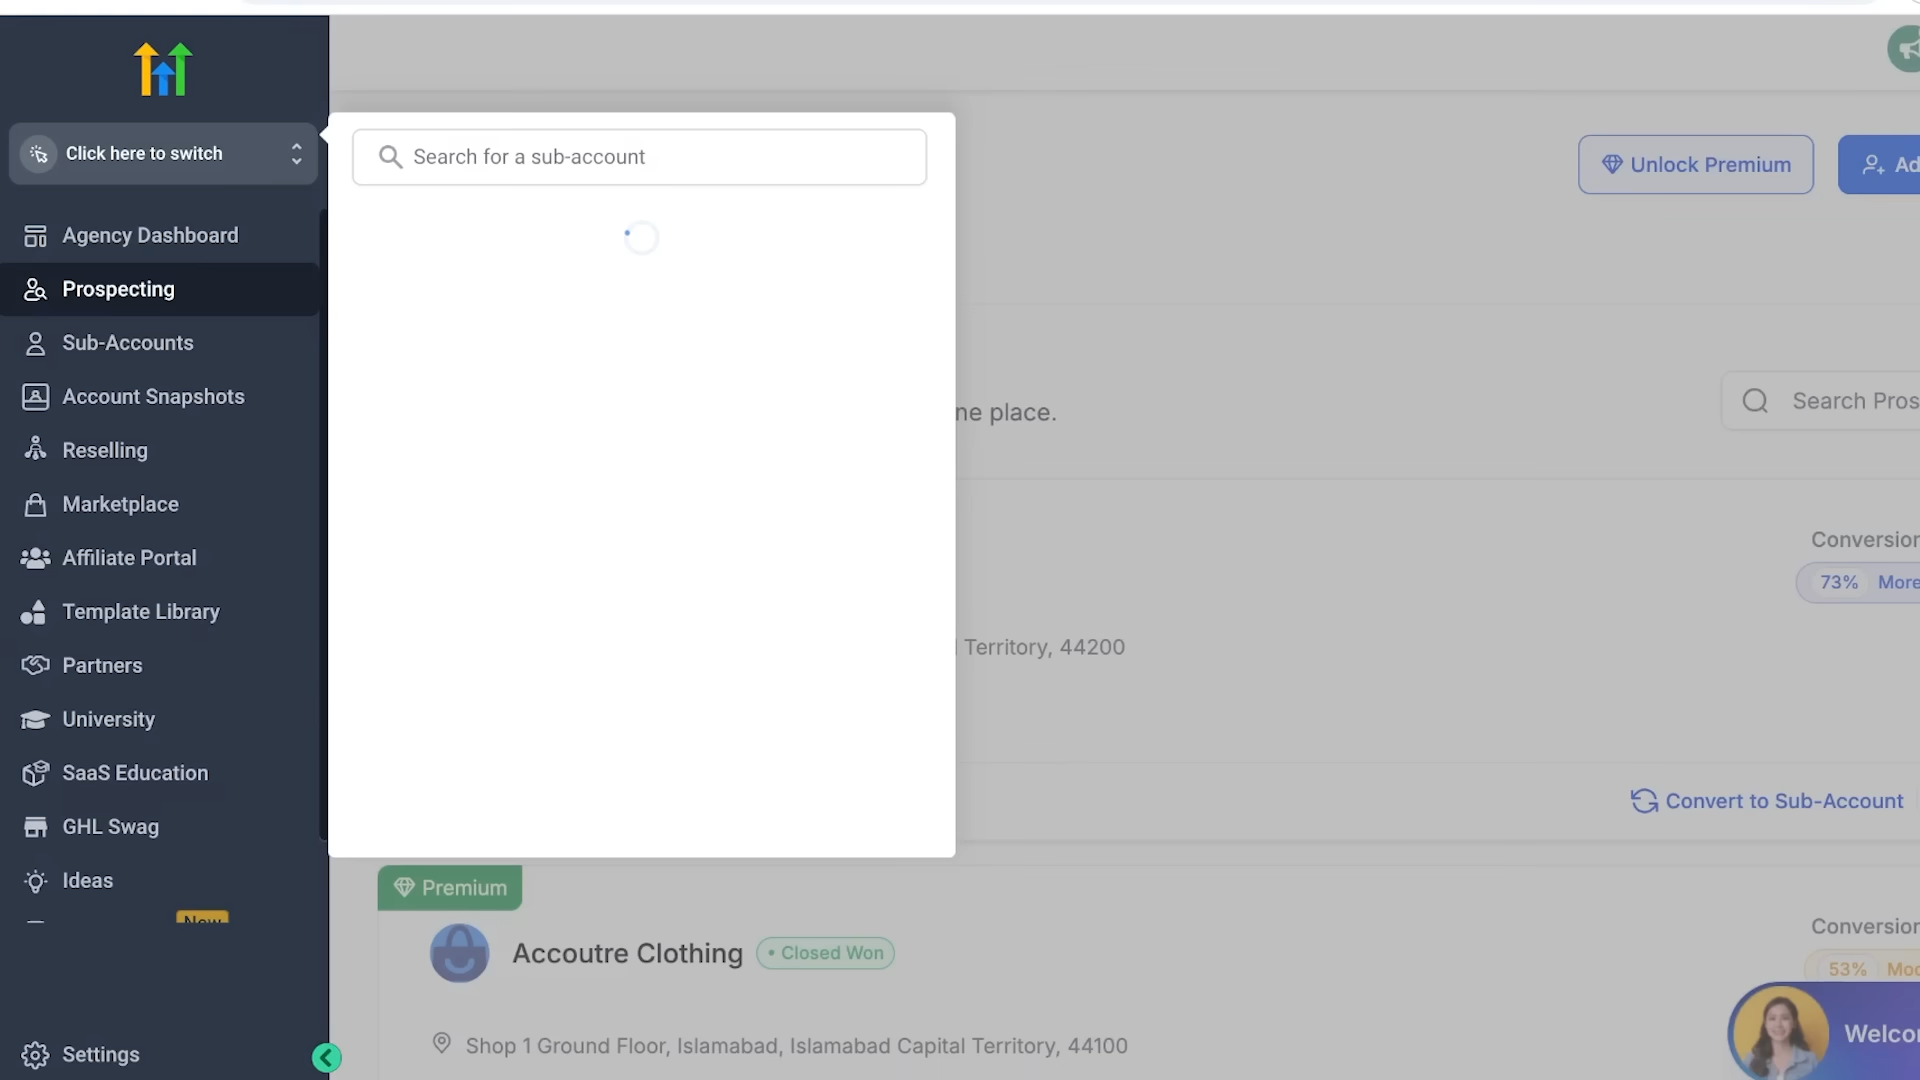 Click here to switch
Agency Dashboard
Prospecting
Sub-Accounts
Account Snapshots
Reselling
Marketplace
Affiliate Portal
Template Library
Partners
University
SaaS Education
GHL Swag
Ideas
New
Settings
Search for a sub-account
Unlock Premium
Ad
ne place.
Search Pros
Conversion
73% More
Territory, 44200
Convert to Sub-Account
Premium
Accoutre Clothing
• Closed Won
Conversion
53% Mod
Shop 1 Ground Floor, Islamabad, Islamabad Capital Territory, 44100
Welco